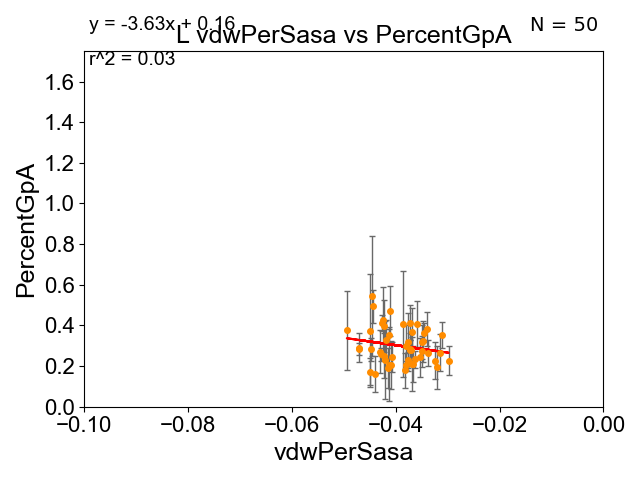 y = -3.63x + 0.16
N = 50
L vdwPerSasa vs PercentGpA
r^2 = 0.03
1.6
1.4
1.2
1.0
0.8
0.6
0.4
0.2
0.0
PercentGpA
−0.10 −0.08 −0.06 −0.04 −0.02 0.00
vdwPerSasa